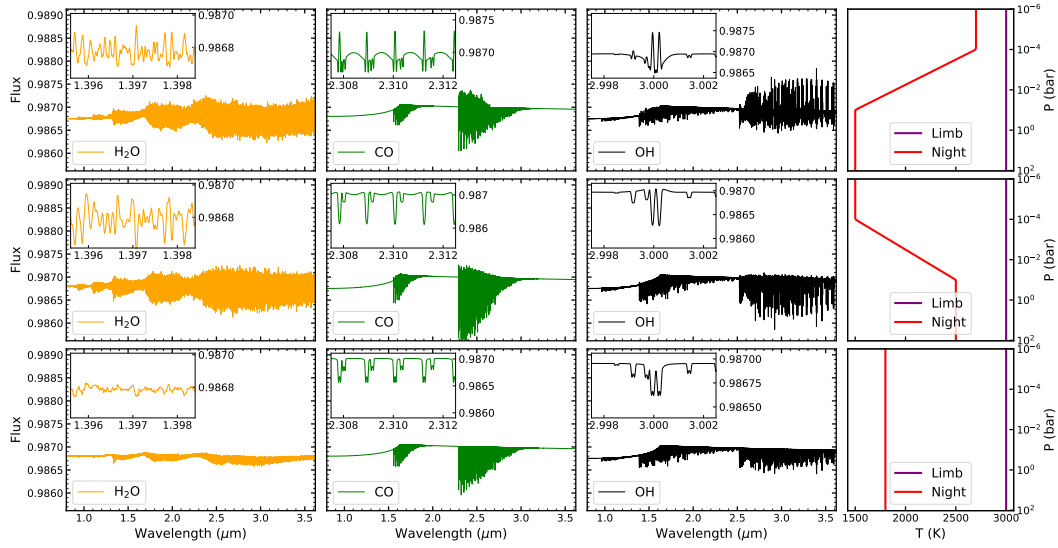 0.9890
0.9885
0.9880
0.9875
0.9870
0.9865
0.9860
Flux
0.9870
0.9868
1.396 1.397 1.398
H2O
0.9875
0.9870
2.308 2.310 2.312
CO
0.9875
0.9870
0.9865
2.998 3.000 3.002
OH
Limb
Night
10⁻⁶
10⁻⁴
10⁻²
10⁰
10²
P (bar)
0.9890
0.9885
0.9880
0.9875
0.9870
0.9865
0.9860
Flux
0.9870
0.9868
1.396 1.397 1.398
H2O
0.987
0.986
2.308 2.310 2.312
CO
0.9870
0.9865
0.9860
2.998 3.000 3.002
OH
Limb
Night
10⁻⁶
10⁻⁴
10⁻²
10⁰
10²
P (bar)
0.9890
0.9885
0.9880
0.9875
0.9870
0.9865
0.9860
Flux
0.9870
0.9868
1.396 1.397 1.398
H2O
1.0 1.5 2.0 2.5 3.0 3.5
Wavelength (μm)
0.9870
0.9865
0.9860
2.308 2.310 2.312
CO
1.0 1.5 2.0 2.5 3.0 3.5
Wavelength (μm)
0.98700
0.98675
0.98650
2.998 3.000 3.002
OH
1.0 1.5 2.0 2.5 3.0 3.5
Wavelength (μm)
Limb
Night
10⁻⁶
10⁻⁴
10⁻²
10⁰
10²
P (bar)
1500 2000 2500 3000
T (K)